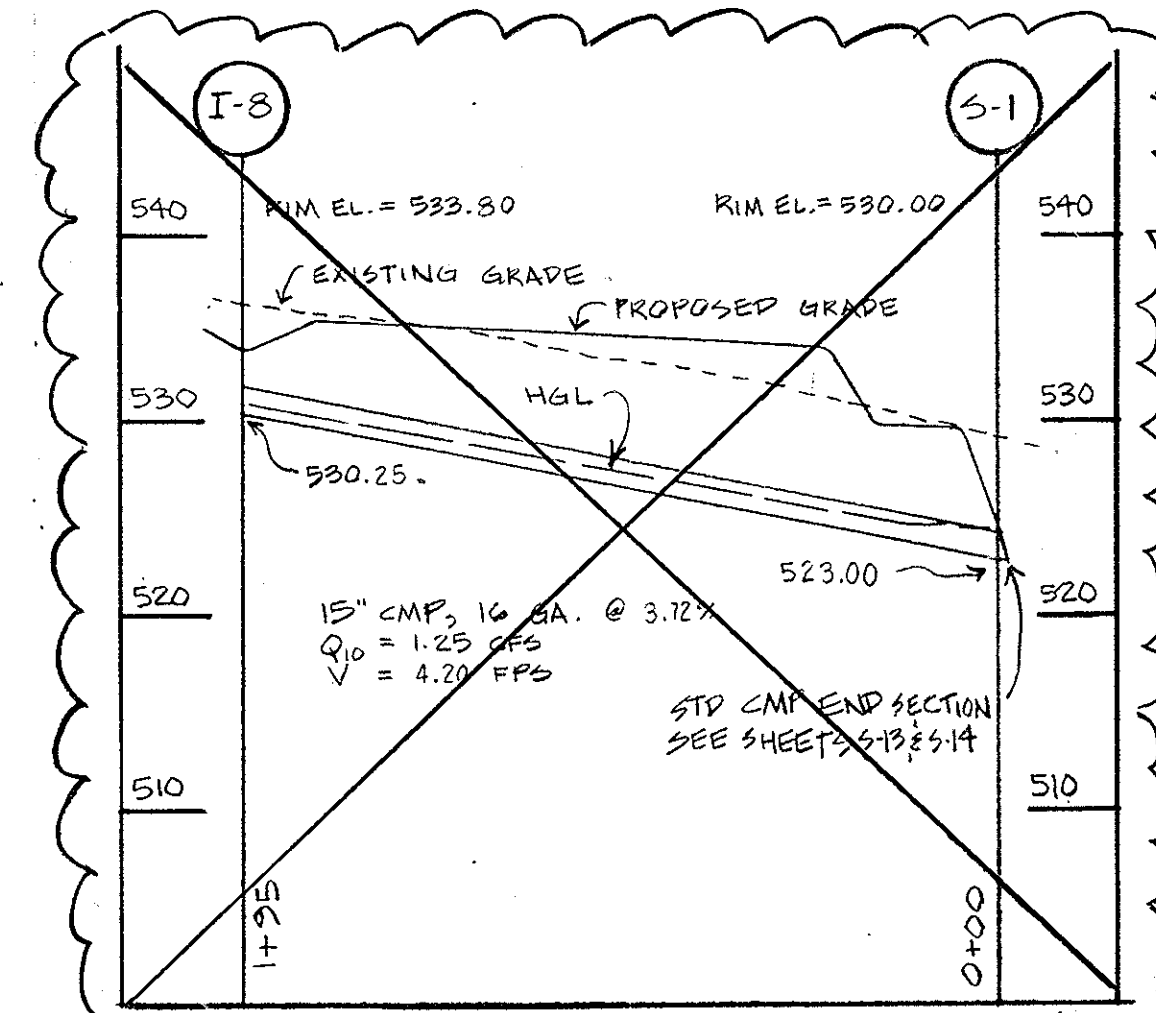 I-8
S-1
540
RIM EL. = 533.80
RIM EL. = 530.00
540
EXISTING GRADE
PROPOSED GRADE
530
HGL
530
530.25.
523.00
520
520
15" CMP, 16 GA. @ 3.72%
Q10 = 1.25 CFS
V = 4.20 FPS
STD CMP END SECTION
SEE SHEETS S-13 & S-14
510
510
1+95
0+00